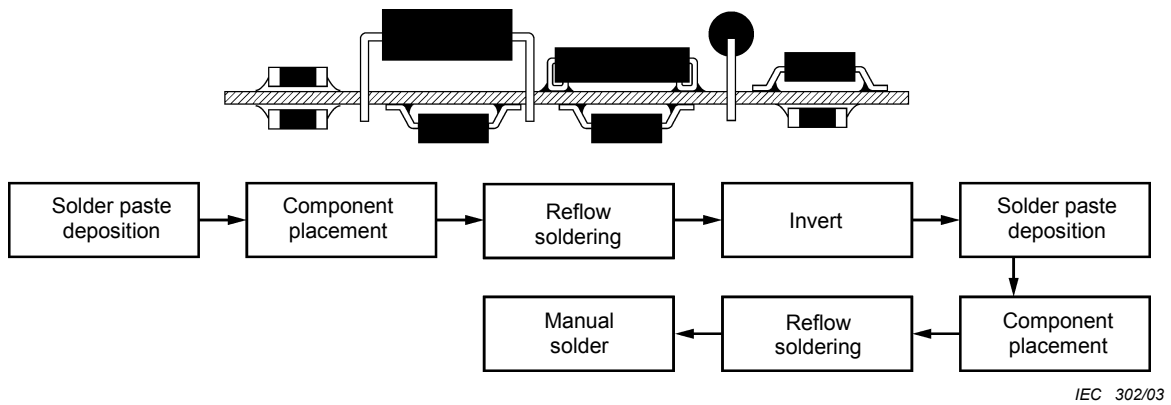 Solder paste
deposition
Component
placement
Reflow
soldering
Invert
Solder paste
deposition
Component
placement
Reflow
soldering
Manual
solder
IEC 302/03